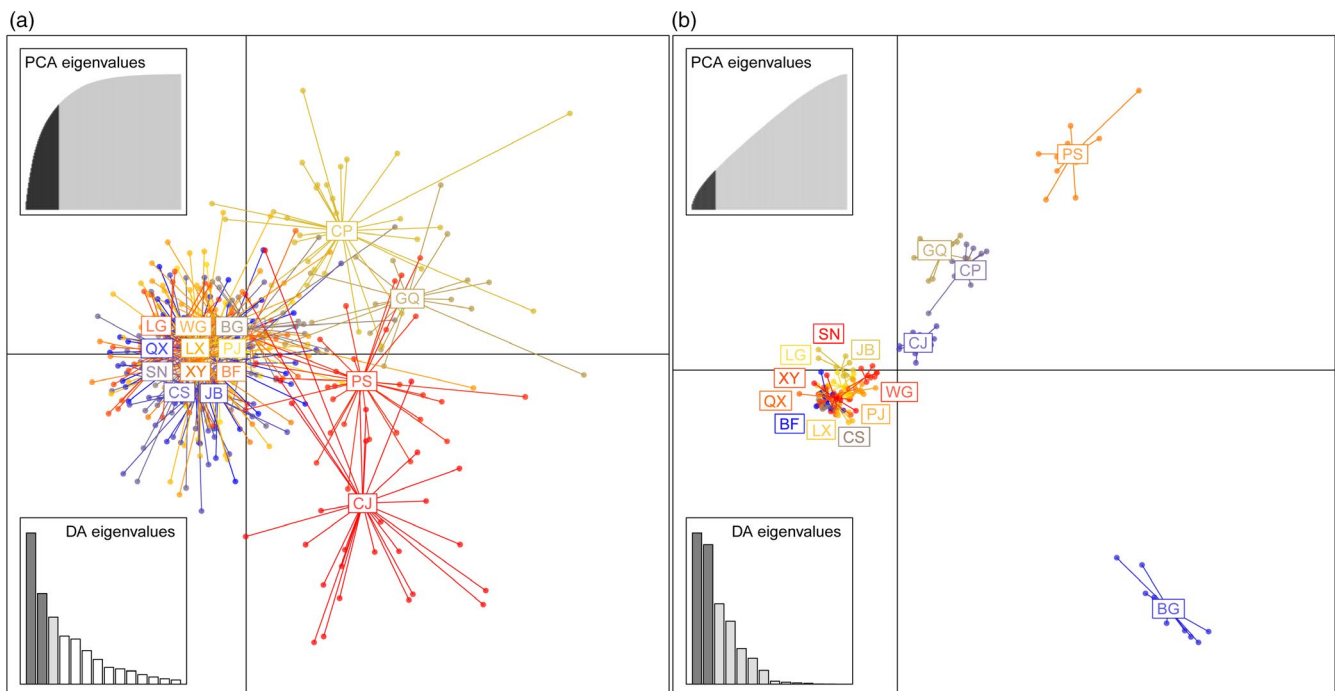 (a)
PCA eigenvalues
CP
GQ
LG WG BG
QX LX PJ
SN XY BF
CS JB
PS
CJ
DA eigenvalues
(b)
PCA eigenvalues
PS
GQ
CP
CJ
SN
LG JB
XY
WG
QX
PJ
BF LX CS
BG
DA eigenvalues